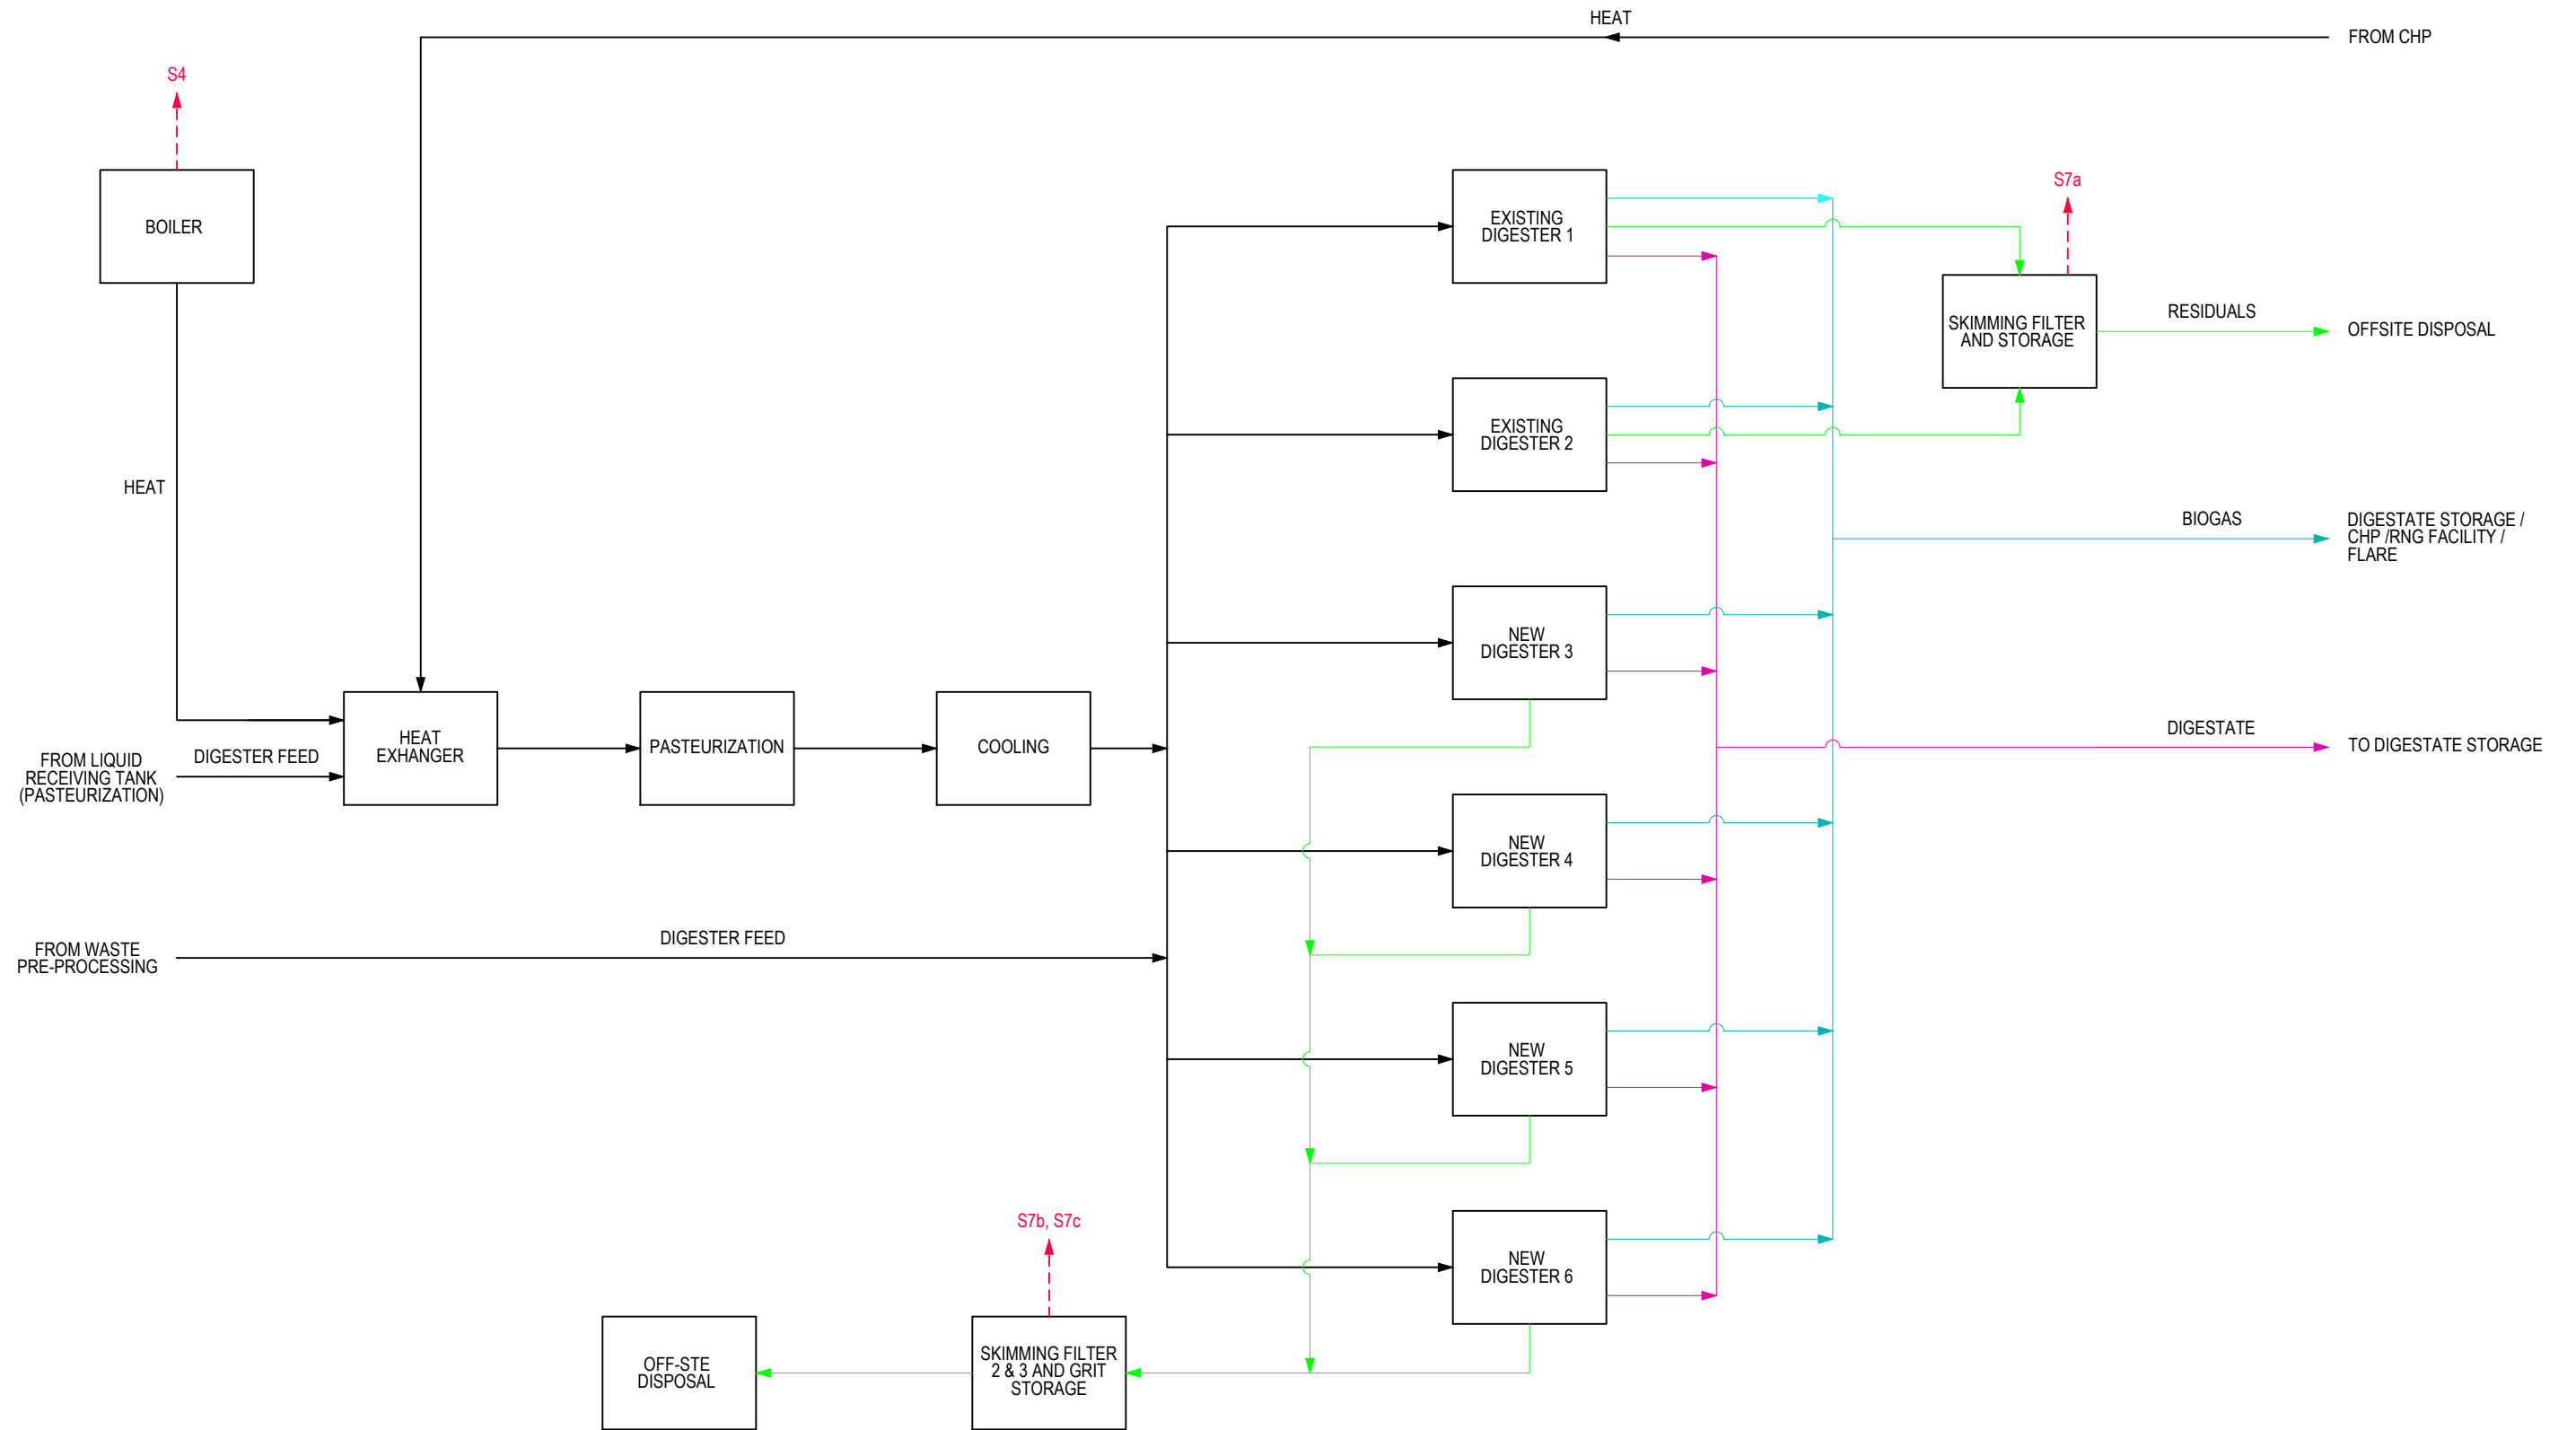 HEAT
FROM CHP
S4
BOILER
HEAT
FROM LIQUID
RECEIVING TANK
(PASTEURIZATION)
DIGESTER FEED
HEAT
EXHANGER
PASTEURIZATION
COOLING
FROM WASTE
PRE-PROCESSING
DIGESTER FEED
EXISTING
DIGESTER 1
EXISTING
DIGESTER 2
NEW
DIGESTER 3
NEW
DIGESTER 4
NEW
DIGESTER 5
NEW
DIGESTER 6
S7a
SKIMMING FILTER
AND STORAGE
RESIDUALS
OFFSITE DISPOSAL
BIOGAS
DIGESTATE STORAGE /
CHP /RNG FACILITY /
FLARE
DIGESTATE
TO DIGESTATE STORAGE
S7b, S7c
SKIMMING FILTER
2 & 3 AND GRIT
STORAGE
OFF-STE
DISPOSAL